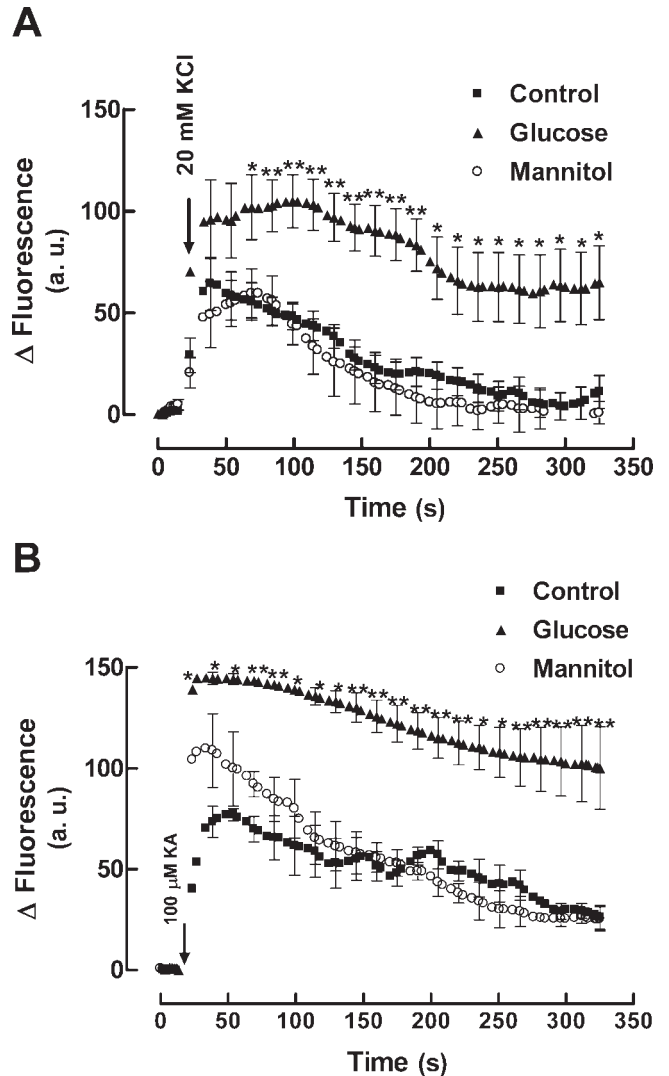 A
20 mM KCl
Control
Glucose
Mannitol
150
100
50
0
Δ Fluorescence
(a. u.)
* ** ** ** ** ** ** ** ** ** * * * * * * * *
0 50 100 150 200 250 300 350
Time (s)
B
100 µM KA
Control
Glucose
Mannitol
150
100
50
0
Δ Fluorescence
(a. u.)
0 50 100 150 200 250 300 350
Time (s)